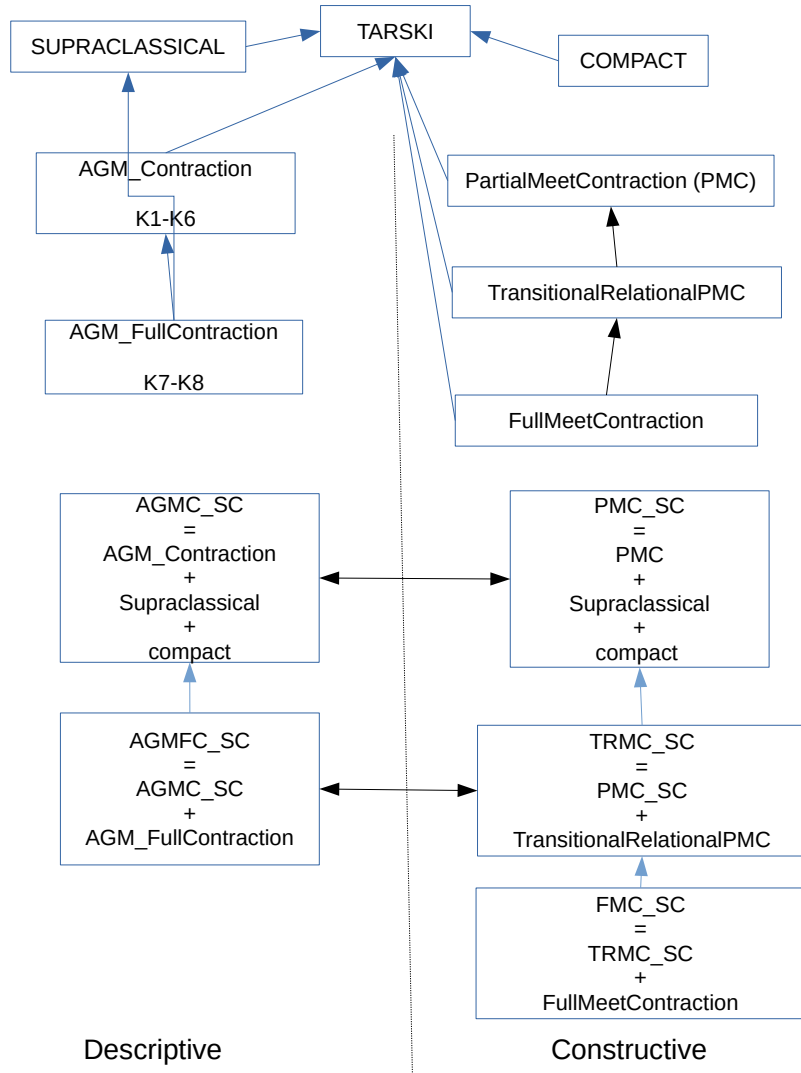 SUPRACLASSICAL
TARSKI
COMPACT
AGM_Contraction
K1-K6
PartialMeetContraction (PMC)
TransitionalRelationalPMC
AGM_FullContraction
K7-K8
FullMeetContraction
AGMC_SC
=
AGM_Contraction
+
Supraclassical
+
compact
PMC_SC
=
PMC
+
Supraclassical
+
compact
AGMFC_SC
=
AGMC_SC
+
AGM_FullContraction
TRMC_SC
=
PMC_SC
+
TransitionalRelationalPMC
FMC_SC
=
TRMC_SC
+
FullMeetContraction
Descriptive
Constructive